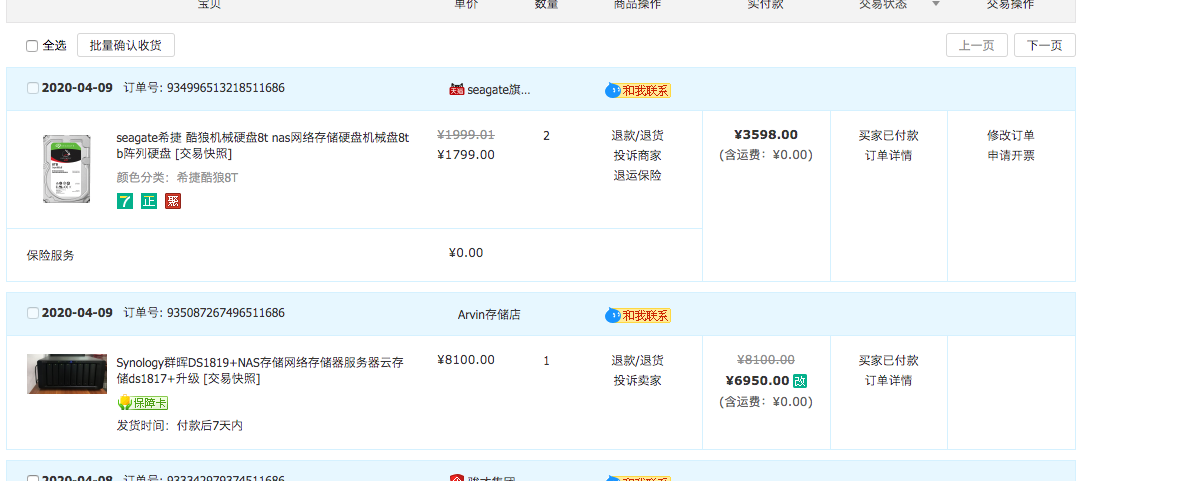 宝贝 单价 数量 商品操作 实付款 交易状态 交易操作
全选 批量确认收货 上一页 下一页
2020-04-09 订单号: 934996513218511686 天猫 seagate旗... 和我联系
seagate希捷 酷狼机械硬盘8t nas网络存储硬盘机械盘8t
b阵列硬盘 [交易快照]
颜色分类：希捷酷狼8T
7 正 聚
¥1999.01
¥1799.00
2
退款/退货
投诉商家
退运保险
¥3598.00
(含运费：¥0.00)
买家已付款
订单详情
修改订单
申请开票
保险服务 ¥0.00
2020-04-09 订单号: 935087267496511686 Arvin存储店 和我联系
Synology群晖DS1819+NAS存储网络存储器服务器云存
储ds1817+升级 [交易快照]
保障卡
发货时间：付款后7天内
¥8100.00
1
退款/退货
投诉卖家
¥8100.00
¥6950.00 改
(含运费：¥0.00)
买家已付款
订单详情
2020-04-08 订单号: 933342979374511686 骏才集团 和我联系